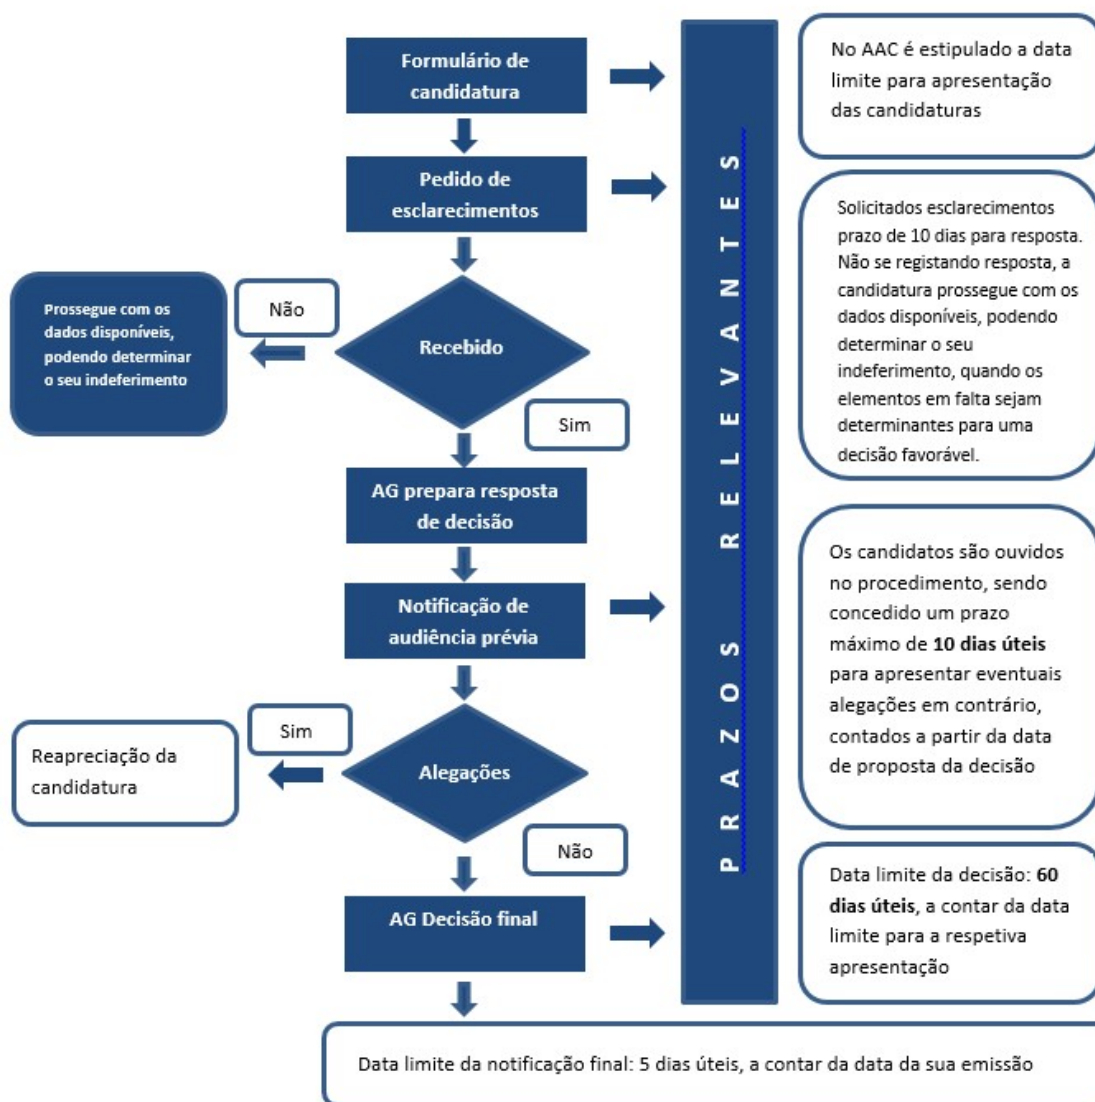 Formulário de
candidatura
No AAC é estipulado a data
limite para apresentação
das candidaturas
Pedido de
esclarecimentos
Solicitados esclarecimentos
prazo de 10 dias para resposta.
Não se registando resposta, a
candidatura prossegue com os
dados disponíveis, podendo
determinar o seu
indeferimento, quando os
elementos em falta sejam
determinantes para uma
decisão favorável.
Recebido
Não
Prossegue com os
dados disponíveis,
podendo determinar
o seu indeferimento
Sim
AG prepara resposta
de decisão
Notificação de
audiência prévia
Os candidatos são ouvidos
no procedimento, sendo
concedido um prazo
máximo de 10 dias úteis
para apresentar eventuais
alegações em contrário,
contados a partir da data
de proposta da decisão
Alegações
Sim
Reapreciação da
candidatura
Não
AG Decisão final
Data limite da decisão: 60
dias úteis, a contar da data
limite para a respetiva
apresentação
PRAZOS RELEVANTES
Data limite da notificação final: 5 dias úteis, a contar da data da sua emissão